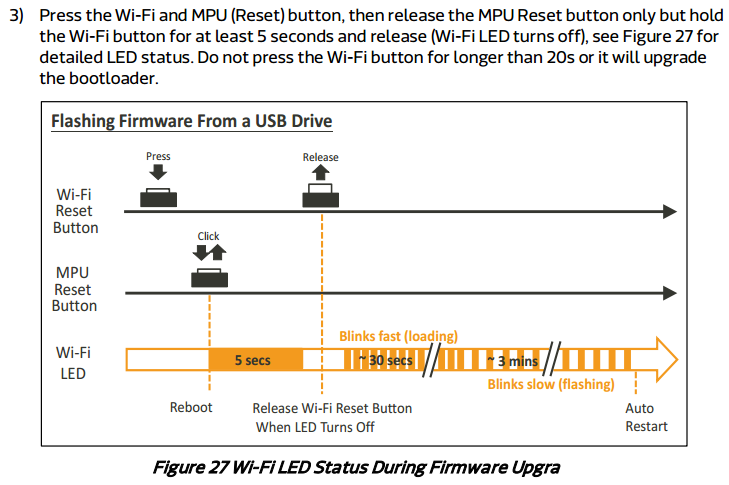 3) Press the Wi-Fi and MPU (Reset) button, then release the MPU Reset button only but hold
the Wi-Fi button for at least 5 seconds and release (Wi-Fi LED turns off), see Figure 27 for
detailed LED status. Do not press the Wi-Fi button for longer than 20s or it will upgrade
the bootloader.
Flashing Firmware From a USB Drive
Press
Release
Wi-Fi
Reset
Button
Click
MPU
Reset
Button
Blinks fast (loading)
Wi-Fi
LED
5 secs
~ 30 secs
~ 3 mins
Blinks slow (flashing)
Reboot
Release Wi-Fi Reset Button
When LED Turns Off
Auto
Restart
Figure 27 Wi-Fi LED Status During Firmware Upgra